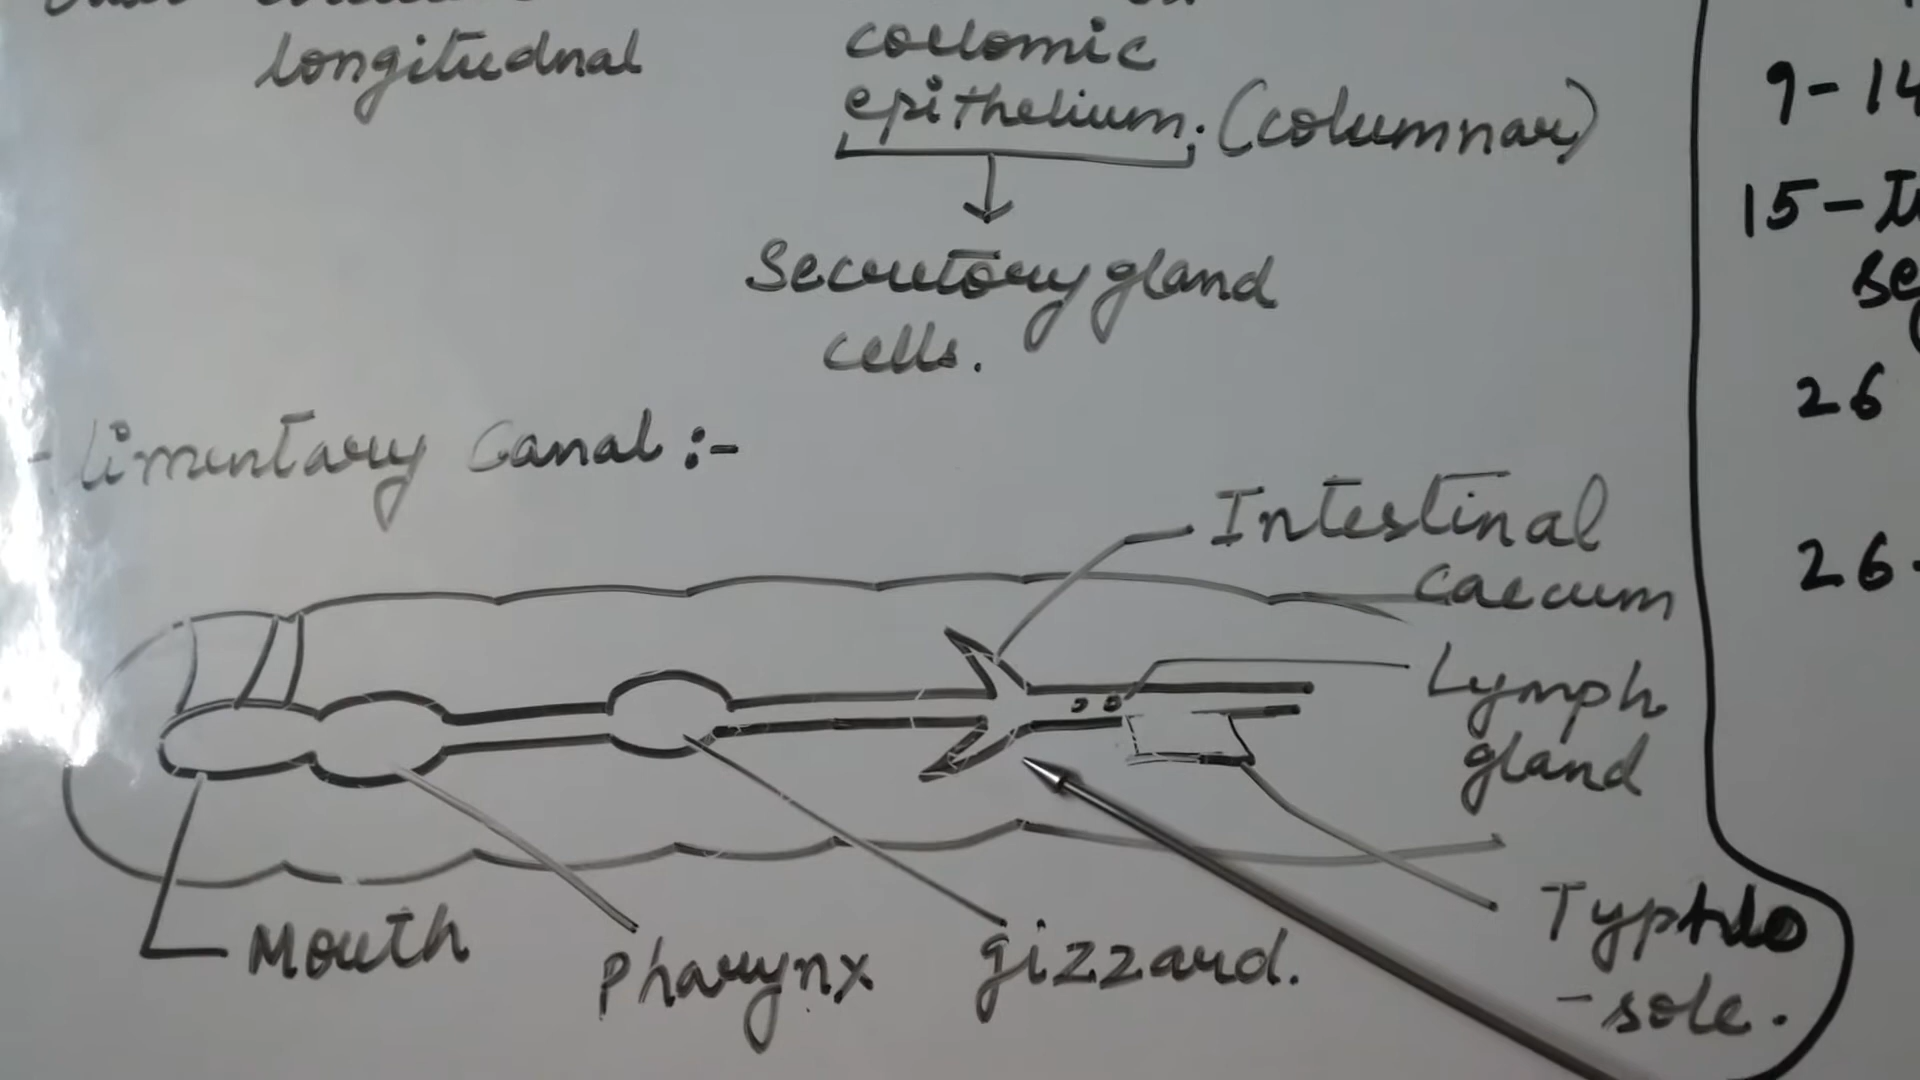 longitudnal
coelomic
epithelium. (columnar)
Secretory gland
cells.
limentary Canal :-
Intestinal
caecum
Lymph
gland
Typhlo
-sole.
Mouth
Pharynx
gizzard.
9-14
15-
26
26-